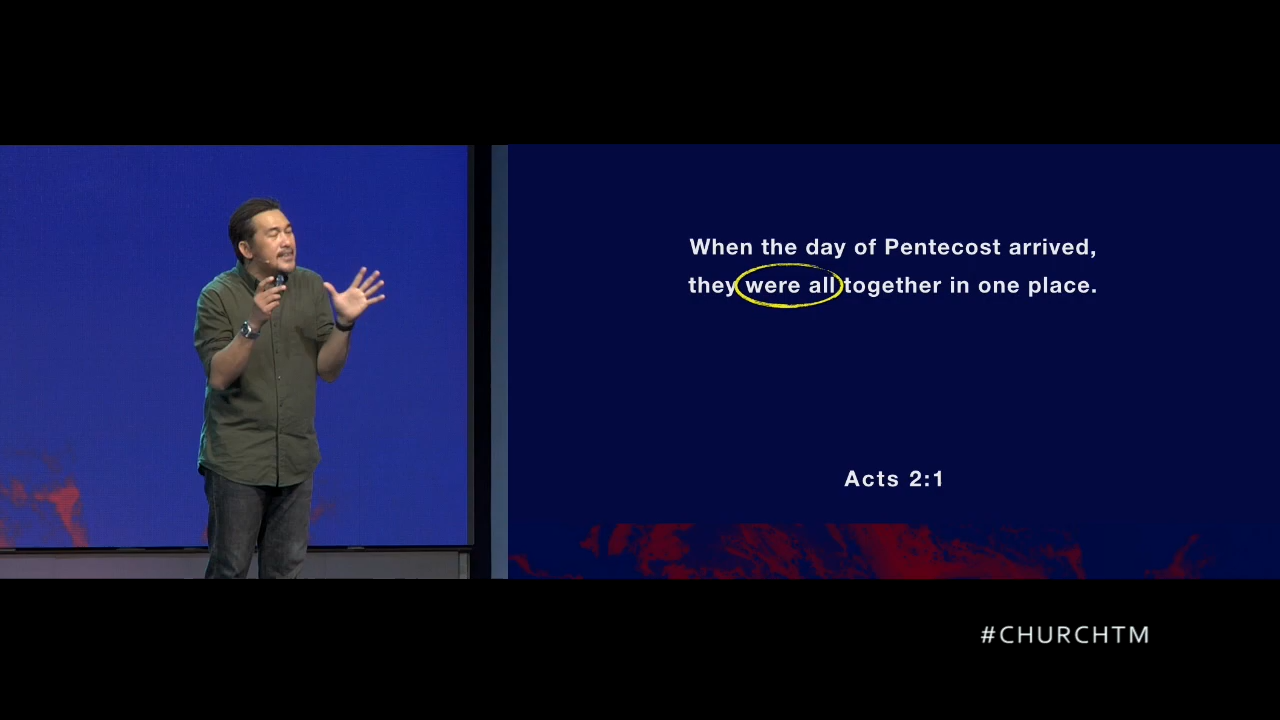 When the day of Pentecost arrived,
they were all together in one place.
Acts 2:1
#CHURCHTM